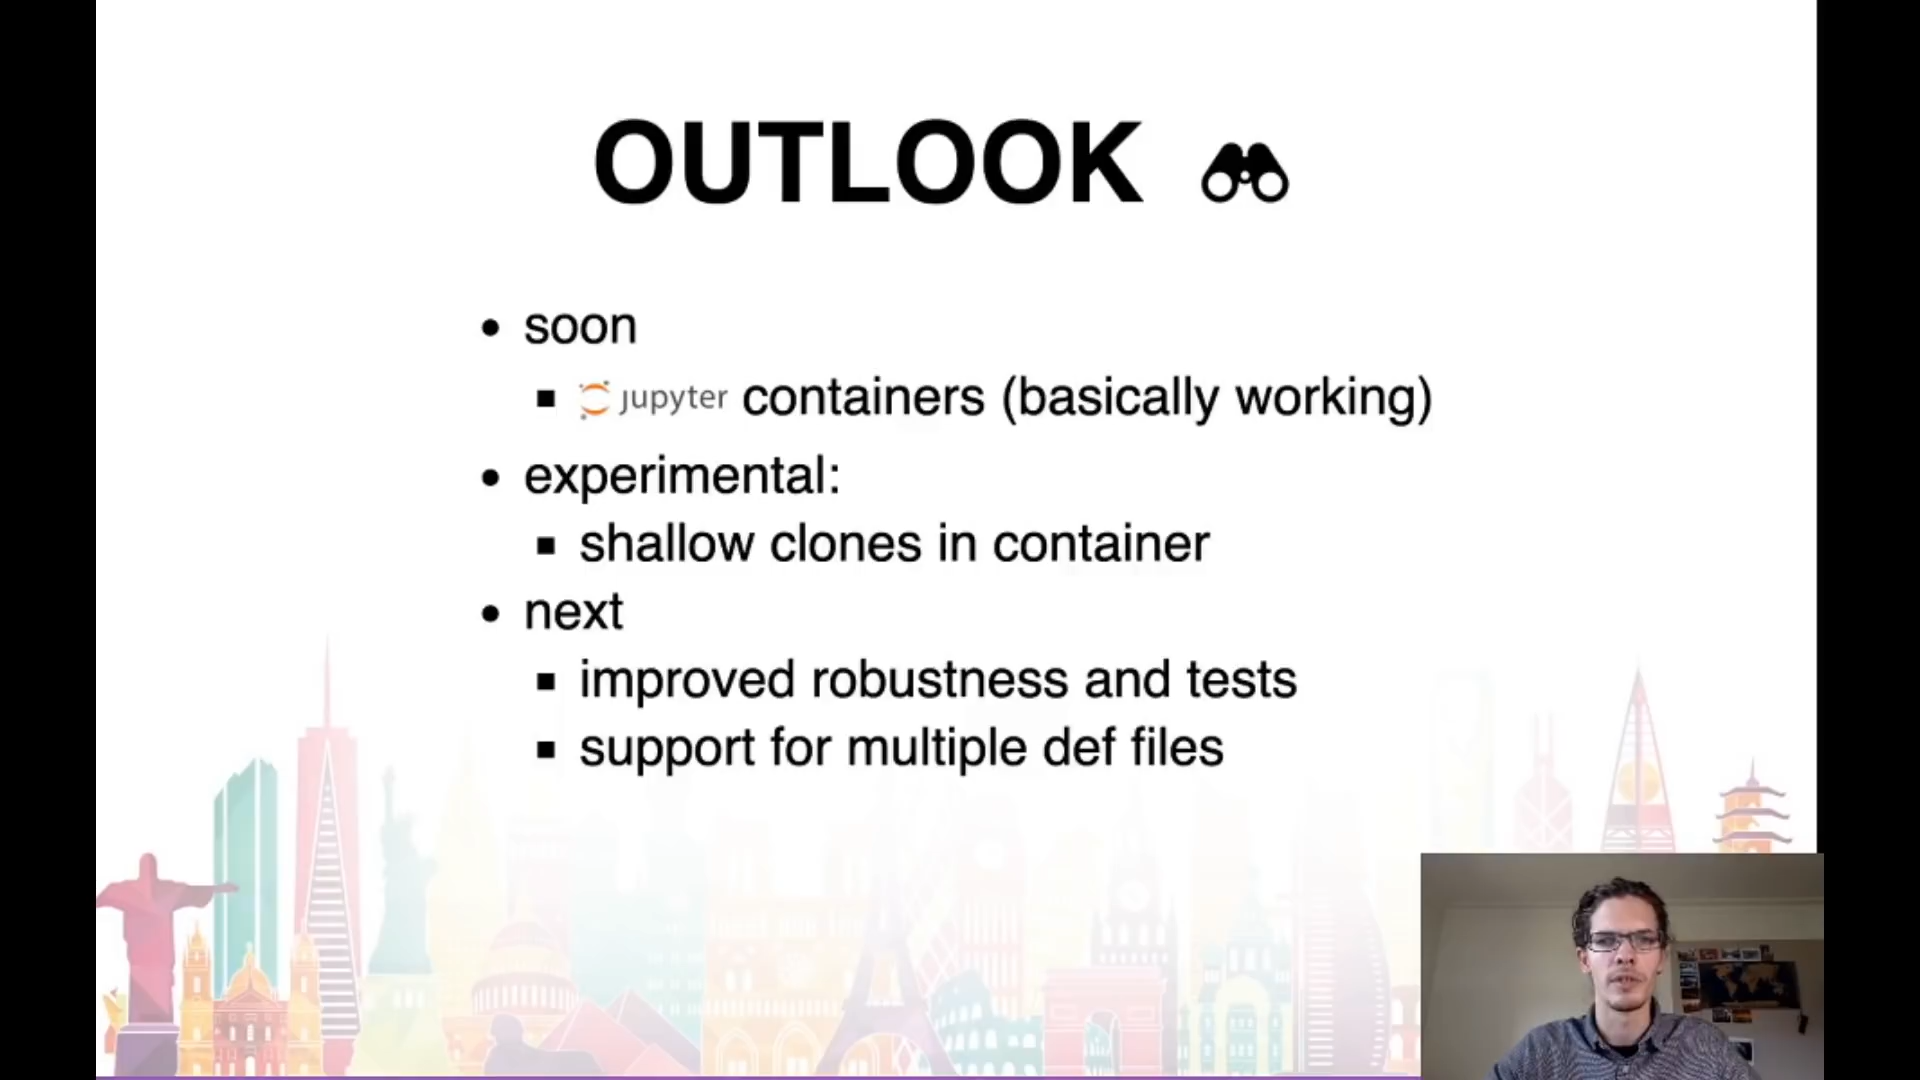 OUTLOOK
soon
jupyter containers (basically working)
experimental:
shallow clones in container
next
improved robustness and tests
support for multiple def files